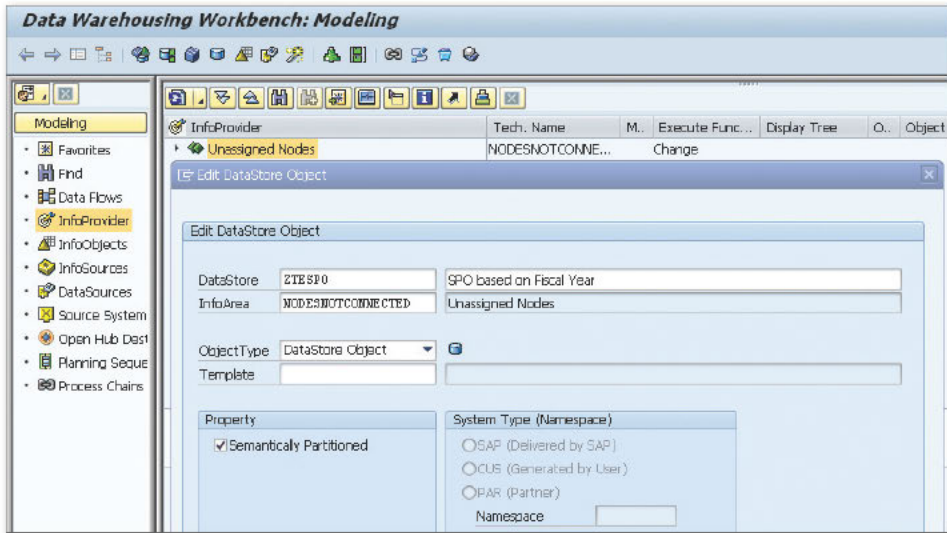 Data Warehousing Workbench: Modeling
Modeling
Favorites
Find
Data Flows
InfoProvider
InfoObjects
InfoSources
DataSources
Source System
Open Hub Dest
Planning Seque
Process Chains
InfoProvider Tech. Name M.. Execute Func... Display Tree O.. Object
Unassigned Nodes NODESNOTCONNE... Change
Edit DataStore Object
Edit DataStore Object
DataStore ZTESPO SPO based on Fiscal Year
InfoArea NODESNOTCONNECTED Unassigned Nodes
ObjectType DataStore Object
Template
Property System Type (Namespace)
Semantically Partitioned SAP (Delivered by SAP)
CUS (Generated by User)
PAR (Partner)
Namespace